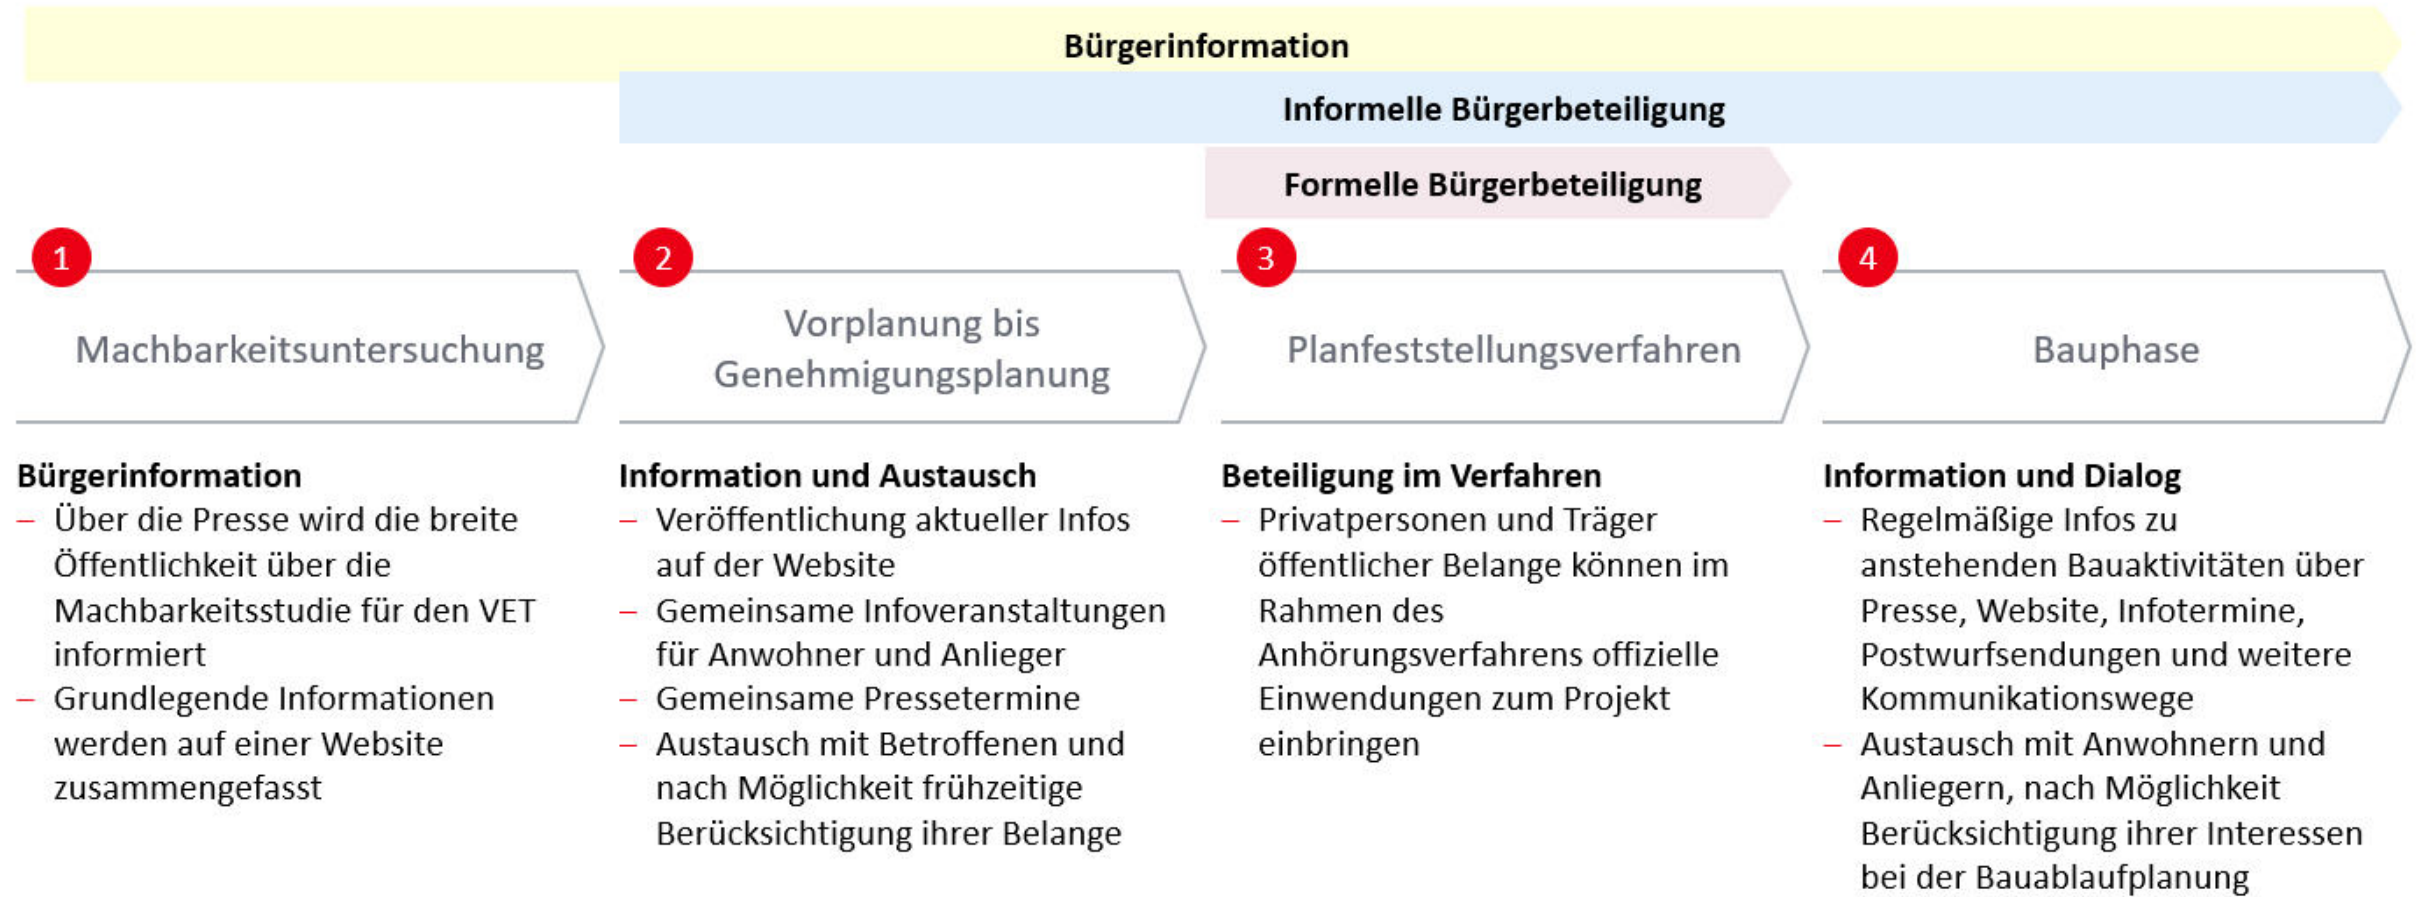 Bürgerinformation
Informelle Bürgerbeteiligung
Formelle Bürgerbeteiligung
1
Machbarkeitsuntersuchung
2
Vorplanung bis
Genehmigungsplanung
3
Planfeststellungsverfahren
4
Bauphase
Bürgerinformation
– Über die Presse wird die breite
Öffentlichkeit über die
Machbarkeitsstudie für den VET
informiert
– Grundlegende Informationen
werden auf einer Website
zusammengefasst
Information und Austausch
– Veröffentlichung aktueller Infos
auf der Website
– Gemeinsame Infoveranstaltungen
für Anwohner und Anlieger
– Gemeinsame Pressetermine
– Austausch mit Betroffenen und
nach Möglichkeit frühzeitige
Berücksichtigung ihrer Belange
Beteiligung im Verfahren
– Privatpersonen und Träger
öffentlicher Belange können im
Rahmen des
Anhörungsverfahrens offizielle
Einwendungen zum Projekt
einbringen
Information und Dialog
– Regelmäßige Infos zu
anstehenden Bauaktivitäten über
Presse, Website, Infotermine,
Postwurfsendungen und weitere
Kommunikationswege
– Austausch mit Anwohnern und
Anliegern, nach Möglichkeit
Berücksichtigung ihrer Interessen
bei der Bauablaufplanung